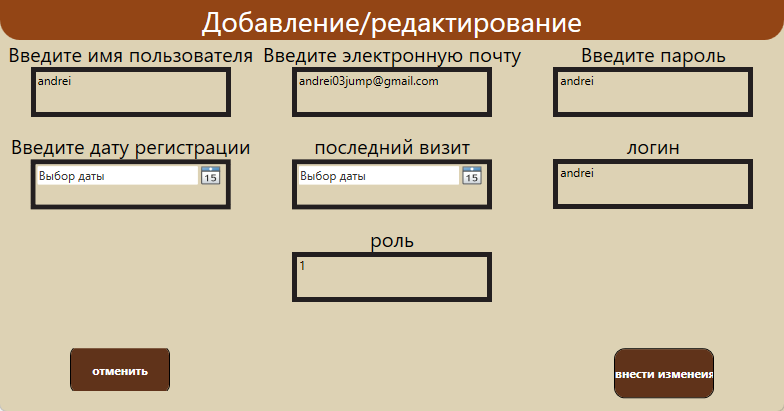 Добавление/редактирование
Введите имя пользователя Введите электронную почту Введите пароль
andrei andrei03jump@gmail.com andrei
Введите дату регистрации последний визит логин
Выбор даты 15 Выбор даты 15 andrei
роль
1
отменить внести изменеия